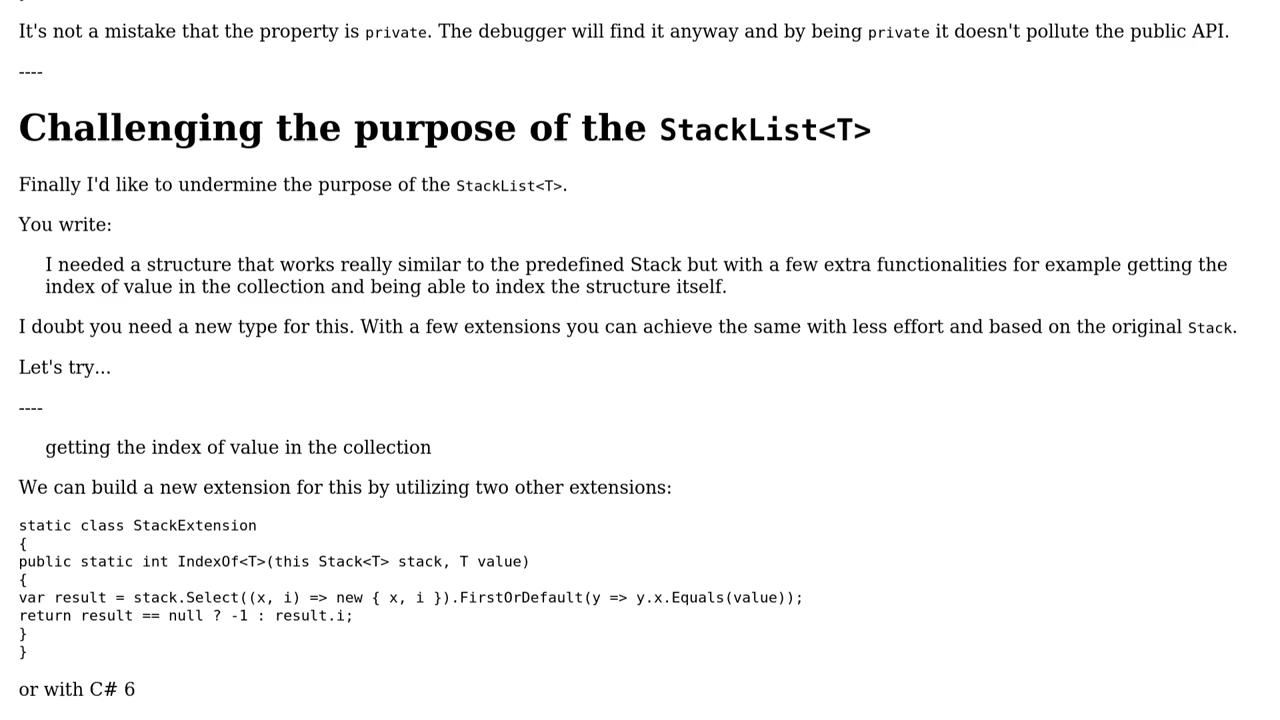 It's not a mistake that the property is private. The debugger will find it anyway and by being private it doesn't pollute the public API.
----
Challenging the purpose of the StackList<T>
Finally I'd like to undermine the purpose of the StackList<T>.
You write:
I needed a structure that works really similar to the predefined Stack but with a few extra functionalities for example getting the
index of value in the collection and being able to index the structure itself.
I doubt you need a new type for this. With a few extensions you can achieve the same with less effort and based on the original Stack.
Let's try...
----
getting the index of value in the collection
We can build a new extension for this by utilizing two other extensions:
static class StackExtension
{
public static int IndexOf<T>(this Stack<T> stack, T value)
{
var result = stack.Select((x, i) => new { x, i }).FirstOrDefault(y => y.x.Equals(value));
return result == null ? -1 : result.i;
}
}
or with C# 6